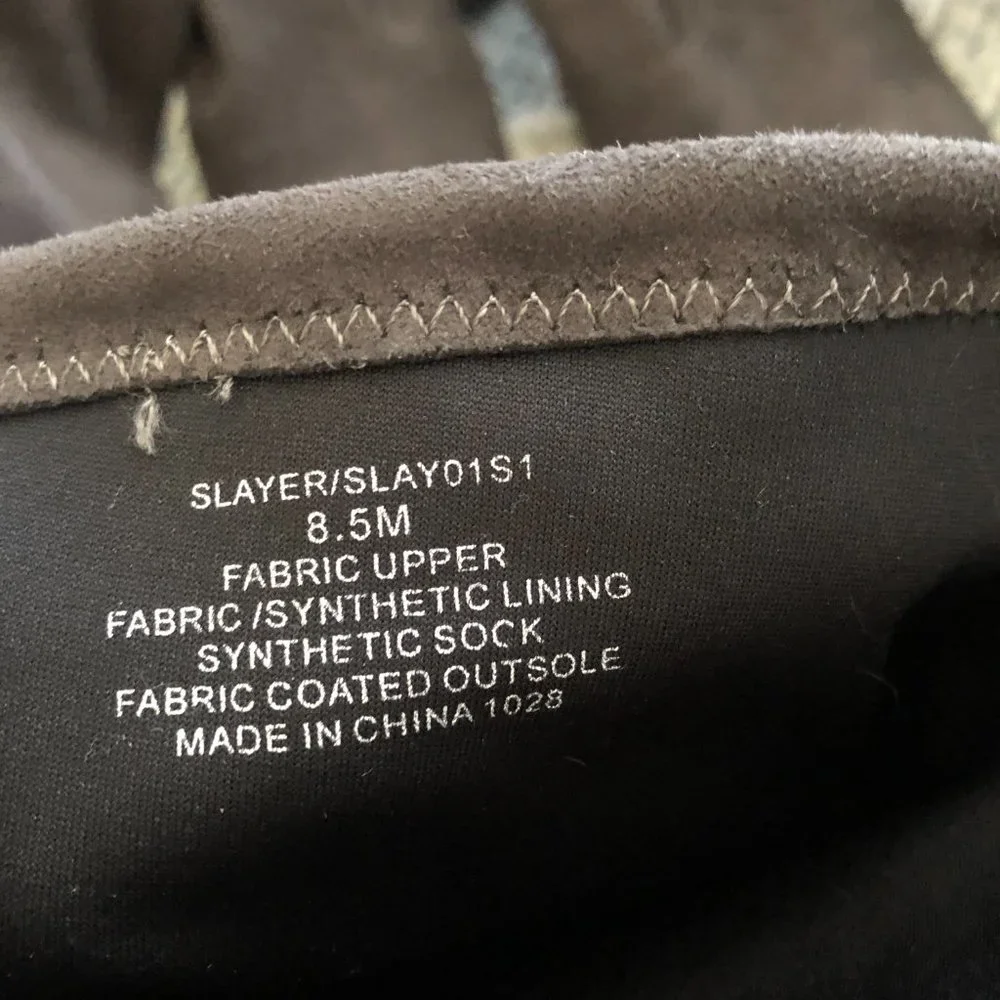 SLAYER/SLAY01S1
8.5M
FABRIC UPPER
FABRIC /SYNTHETIC LINING
SYNTHETIC SOCK
FABRIC COATED OUTSOLE
MADE IN CHINA 1028